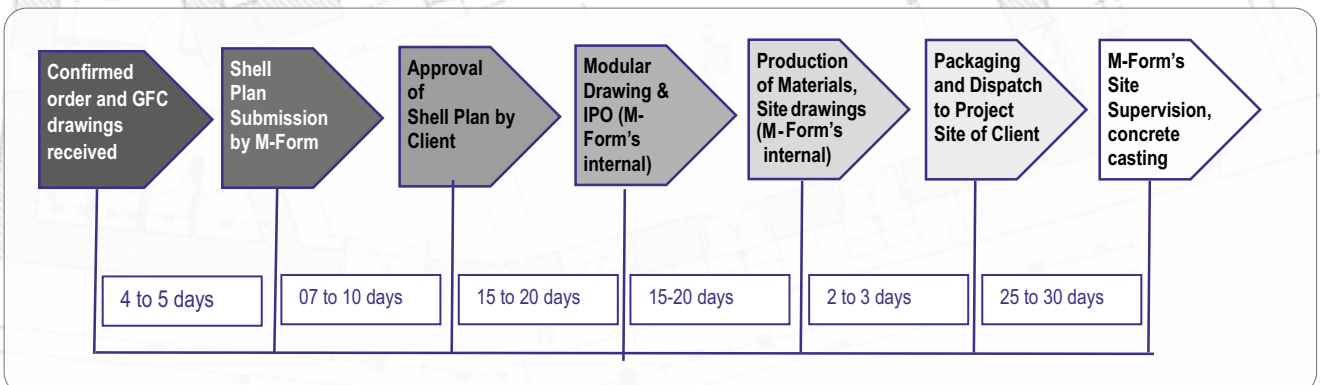 Confirmed
order and GFC
drawings
received
Shell
Plan
Submission
by M-Form
Approval
of
Shell Plan by
Client
Modular
Drawing &
IPO (M-
Form's
internal)
Production
of Materials,
Site drawings
(M-Form's
internal)
Packaging
and Dispatch
to Project
Site of Client
M-Form's
Site
Supervision,
concrete
casting
4 to 5 days
07 to 10 days
15 to 20 days
15-20 days
2 to 3 days
25 to 30 days